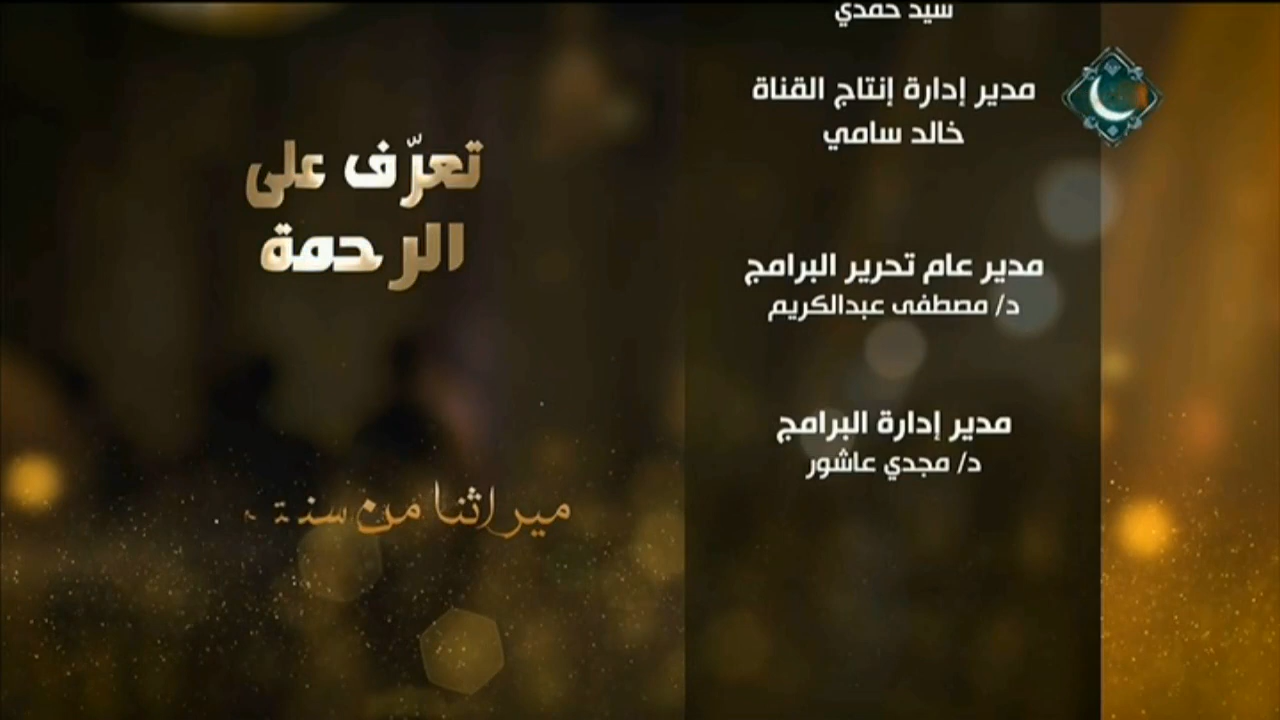 سيد حمدي
مدير إدارة إنتاج القناة
خالد سامي
مدير عام تحرير البرامج
د/ مصطفى عبدالكريم
مدير إدارة البرامج
د/ مجدي عاشور
تعرّف على
الرحمة
ميراثنا من